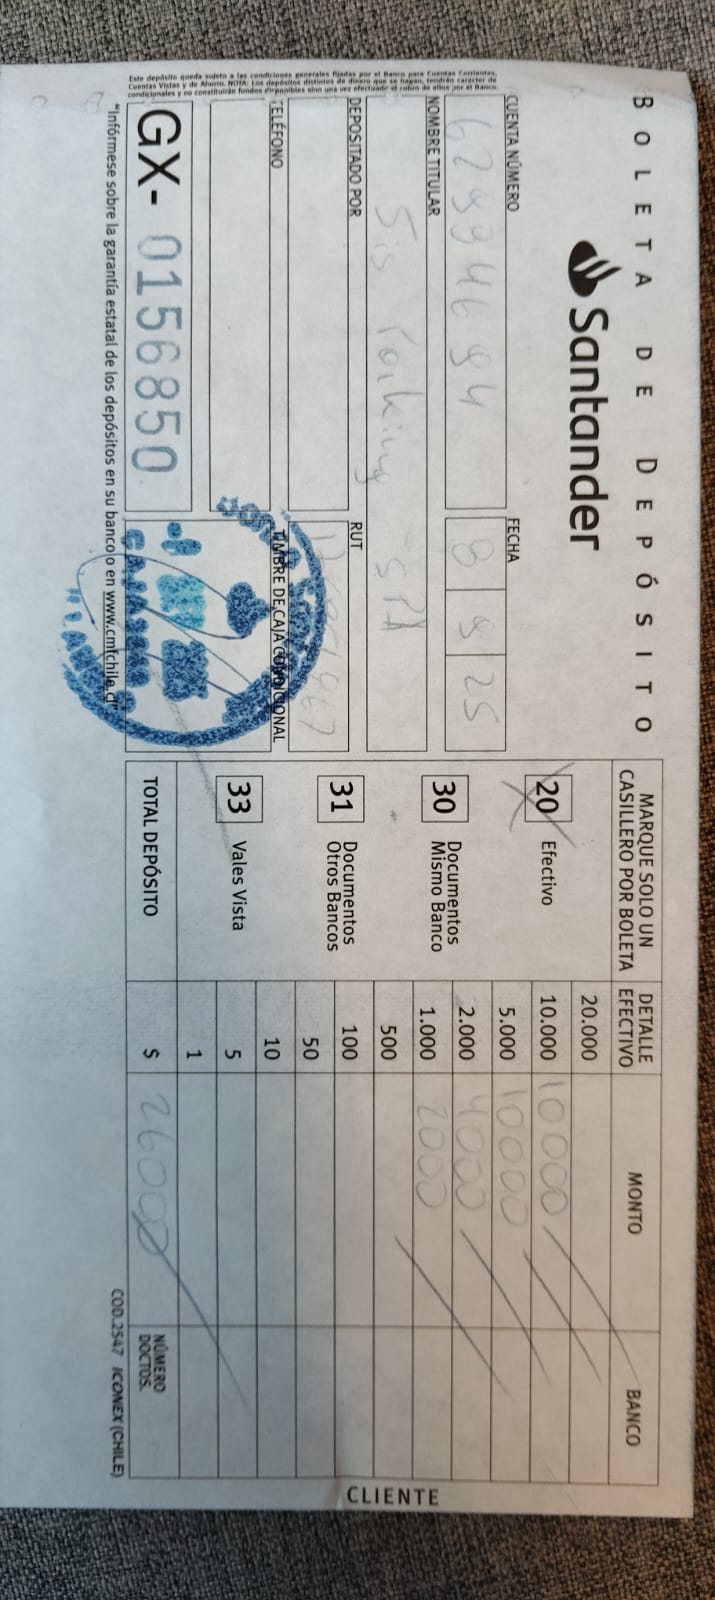 BOLETA DE DEPÓSITO
Santander
CUENTA NÚMERO
FECHA
8 9 25
NOMBRE TITULAR
Sis Parking SPA
DEPOSITADO POR
RUT
TELÉFONO
TIMBRE DE CAJA CONDICIONAL
GX- 0156850
CAJA
"Infórmese sobre la garantía estatal de los depósitos en su banco o en www.cmfchile.cl"
Este depósito queda sujeto a las condiciones generales fijadas por el Banco para Cuentas Corrientes,
Cuentas Vistas y de Ahorro. NOTA: Los depósitos distintos de dinero que se hagan, tendrán carácter de
condicionales y no constituirán fondos disponibles sino una vez efectuado el cobro de ellos por el Banco.
MARQUE SOLO UN
CASILLERO POR BOLETA
DETALLE
EFECTIVO
MONTO
BANCO
20 Efectivo
30 Documentos
Mismo Banco
31 Documentos
Otros Bancos
33 Vales Vista
20.000
10.000 10000
5.000 10000
2.000 4000
1.000 2000
500
100
50
10
5
1
TOTAL DEPÓSITO $ 26000
NÚMERO
DOCTOS.
COD.2547 ICONEX (CHILE)
CLIENTE